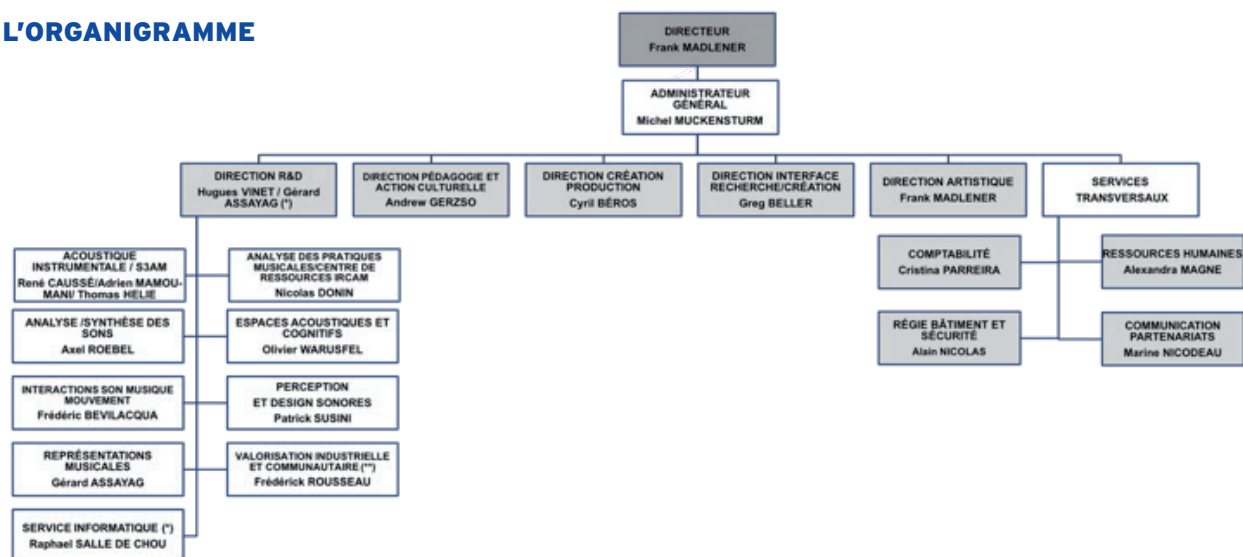 L'ORGANIGRAMME
DIRECTEUR
Frank MADLENER
ADMINISTRATEUR
GÉNÉRAL
Michel MUCKENSTURM
DIRECTION R&D
Hugues VINET / Gérard
ASSAYAG (*)
DIRECTION PÉDAGOGIE ET
ACTION CULTURELLE
Andrew GERZSO
DIRECTION CRÉATION
PRODUCTION
Cyril BÉROS
DIRECTION INTERFACE
RECHERCHE/CRÉATION
Greg BELLER
DIRECTION ARTISTIQUE
Frank MADLENER
SERVICES
TRANSVERSAUX
ACOUSTIQUE
INSTRUMENTALE / S3AM
René CAUSSÉ/Adrien MAMOU-
MANI/ Thomas HELIE
ANALYSE DES PRATIQUES
MUSICALES/CENTRE DE
RESSOURCES IRCAM
Nicolas DONIN
COMPTABILITÉ
Cristina PARREIRA
RESSOURCES HUMAINES
Alexandra MAGNE
ANALYSE /SYNTHÈSE DES
SONS
Axel ROEBEL
ESPACES ACOUSTIQUES ET
COGNITIFS
Olivier WARUSFEL
RÉGIE BÂTIMENT ET
SÉCURITÉ
Alain NICOLAS
COMMUNICATION
PARTENARIATS
Marine NICODEAU
INTERACTIONS SON MUSIQUE
MOUVEMENT
Frédéric BEVILACQUA
PERCEPTION
ET DESIGN SONORES
Patrick SUSINI
REPRÉSENTATIONS
MUSICALES
Gérard ASSAYAG
VALORISATION INDUSTRIELLE
ET COMMUNAUTAIRE (**)
Frédérick ROUSSEAU
SERVICE INFORMATIQUE (*)
Raphael SALLE DE CHOU